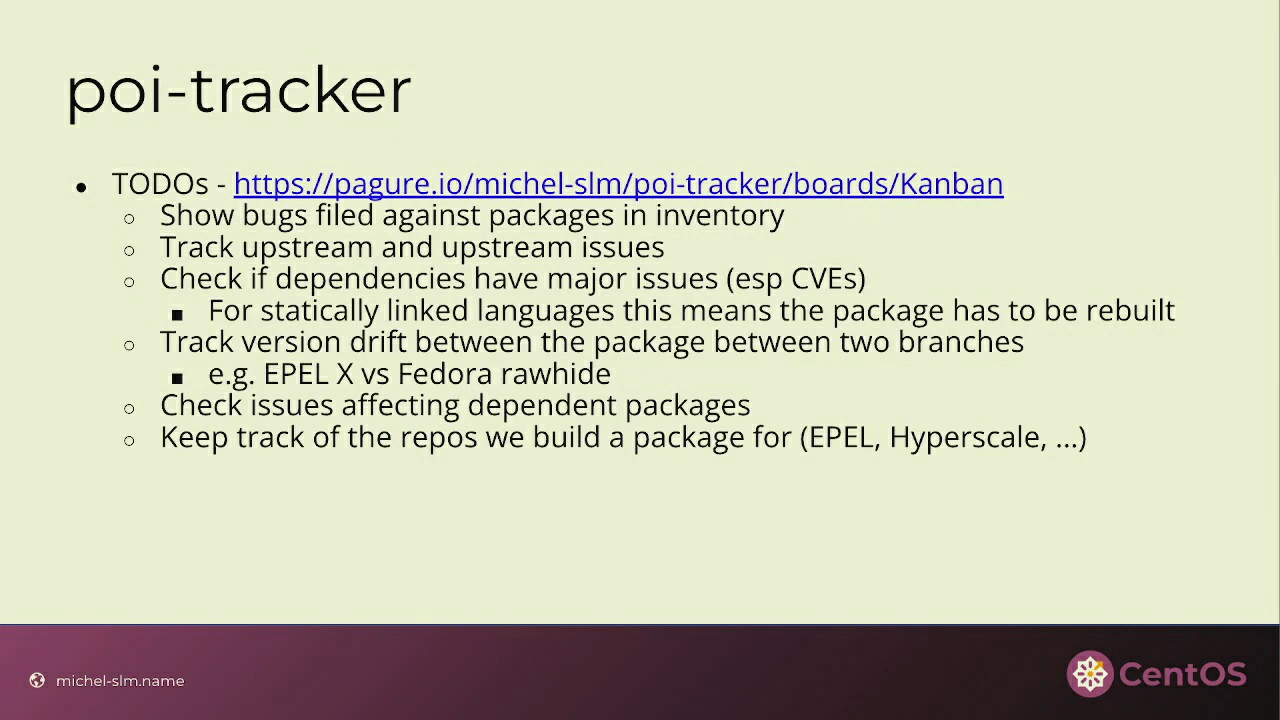 poi-tracker
● TODOs - https://pagure.io/michel-slm/poi-tracker/boards/Kanban
○ Show bugs filed against packages in inventory
○ Track upstream and upstream issues
○ Check if dependencies have major issues (esp CVEs)
■ For statically linked languages this means the package has to be rebuilt
○ Track version drift between the package between two branches
■ e.g. EPEL X vs Fedora rawhide
○ Check issues affecting dependent packages
○ Keep track of the repos we build a package for (EPEL, Hyperscale, ...)
michel-slm.name
CentOS